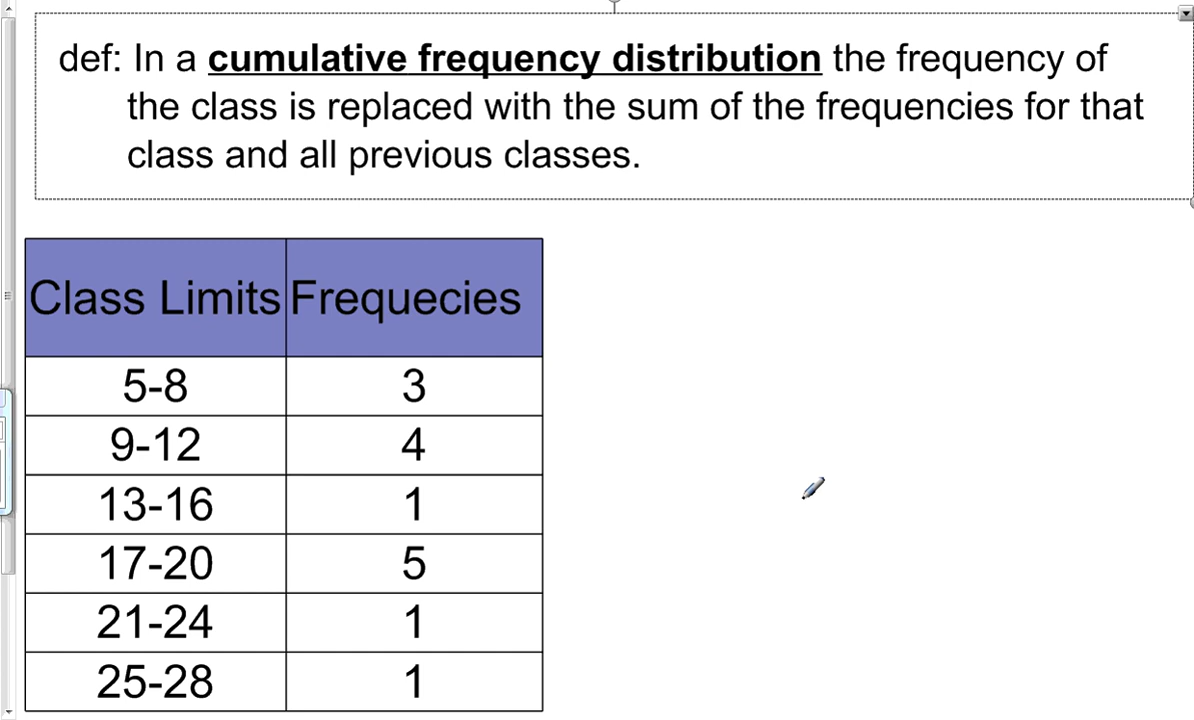 def: In a cumulative frequency distribution the frequency of
the class is replaced with the sum of the frequencies for that
class and all previous classes.
Class Limits Frequecies
5-8 3
9-12 4
13-16 1
17-20 5
21-24 1
25-28 1